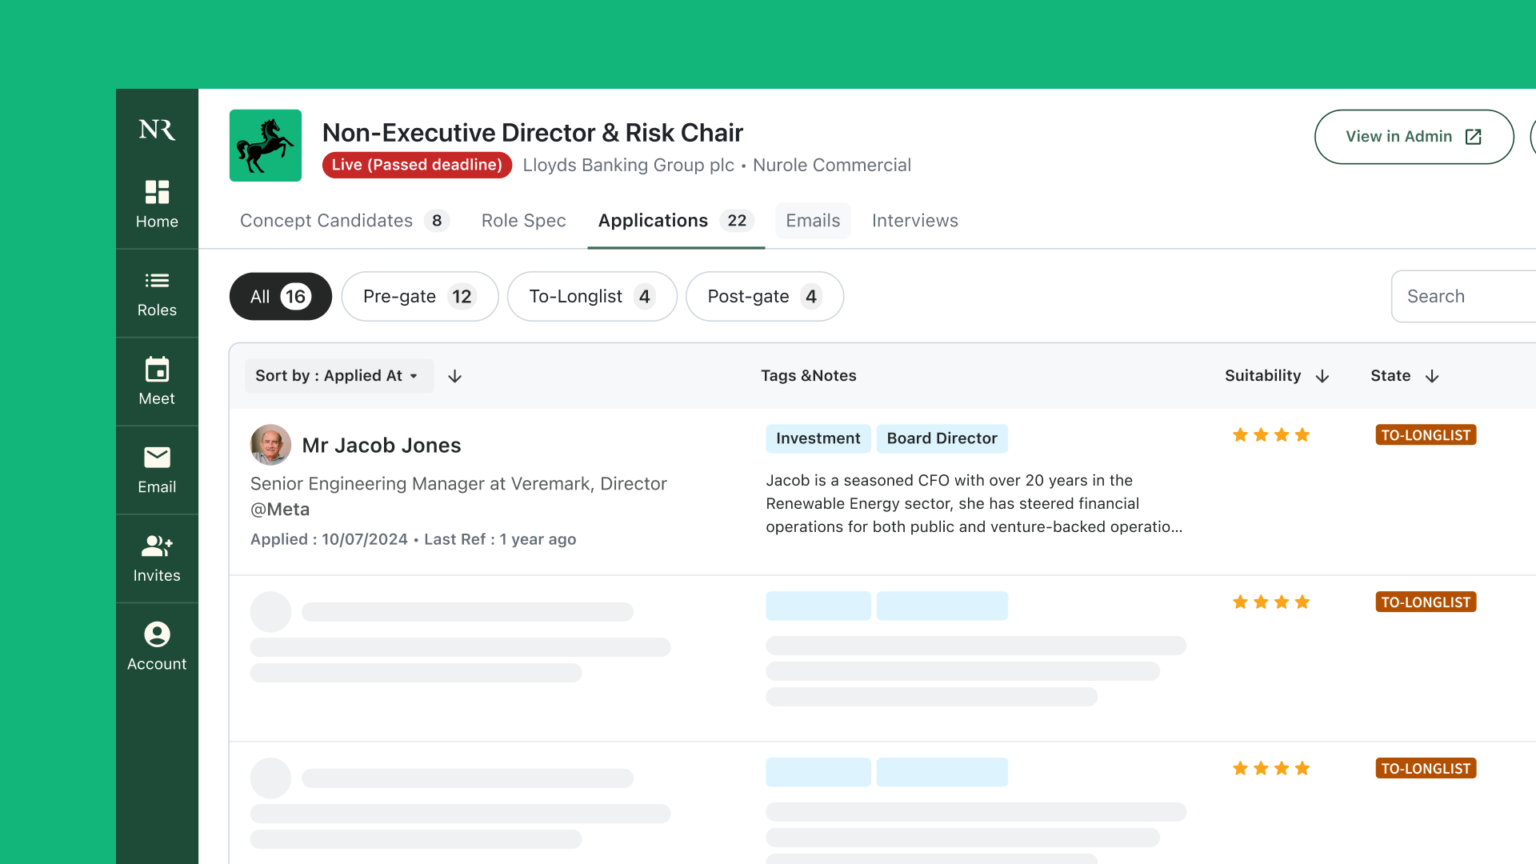 NR
Home
Roles
Meet
Email
Invites
Account
Non-Executive Director & Risk Chair
Live (Passed deadline) Lloyds Banking Group plc • Nurole Commercial
View in Admin
Concept Candidates 8 Role Spec Applications 22 Emails Interviews
All 16 Pre-gate 12 To-Longlist 4 Post-gate 4 Search
Sort by : Applied At Tags &Notes Suitability State
Mr Jacob Jones
Senior Engineering Manager at Veremark, Director
@Meta
Applied : 10/07/2024 • Last Ref : 1 year ago
Investment Board Director
Jacob is a seasoned CFO with over 20 years in the
Renewable Energy sector, she has steered financial
operations for both public and venture-backed operatio...
TO-LONGLIST
TO-LONGLIST
TO-LONGLIST